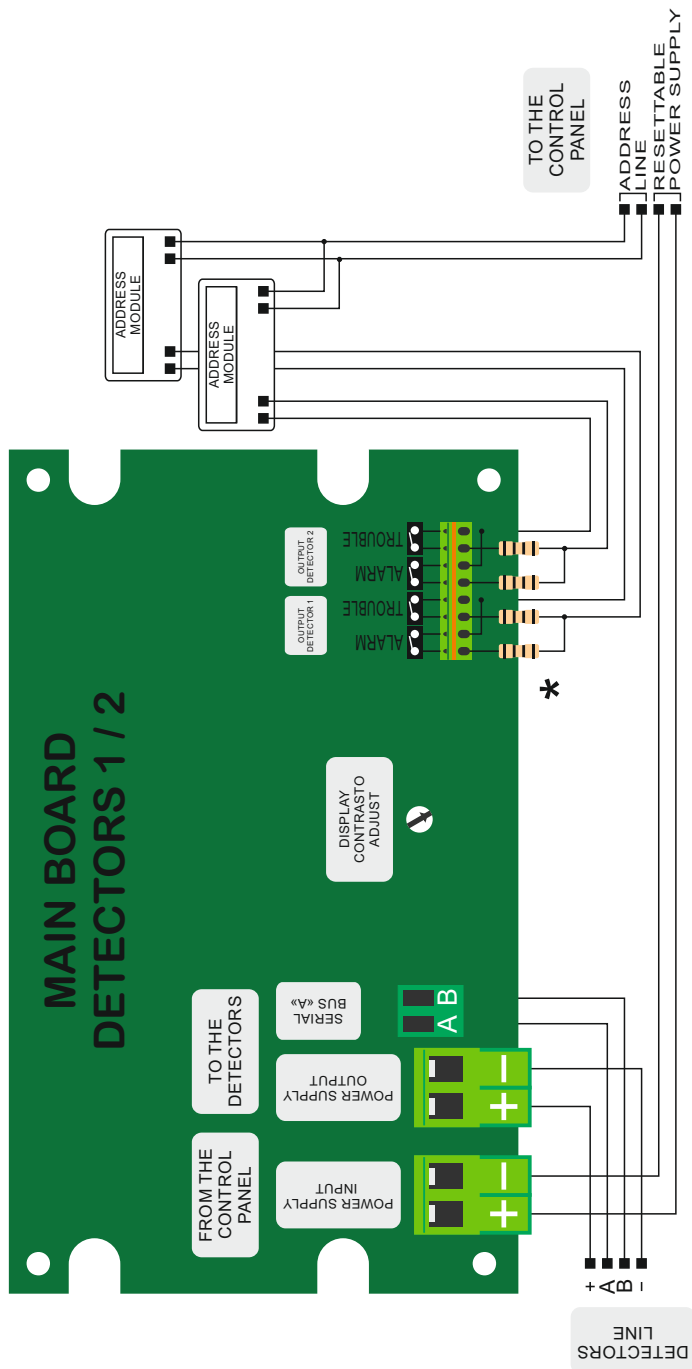 MAIN BOARD
DETECTORS 1 / 2
FROM THE
CONTROL
PANEL
TO THE
DETECTORS
POWER SUPPLY
INPUT
POWER SUPPLY
OUTPUT
SERIAL
BUS «A»
+
−
+
−
A
B
DISPLAY
CONTRASTO
ADJUST
OUTPUT
DETECTOR 1
OUTPUT
DETECTOR 2
ALARM
TROUBLE
ALARM
TROUBLE
*
ADDRESS
MODULE
ADDRESS
MODULE
TO THE
CONTROL
PANEL
ADDRESS
LINE
RESETTABLE
POWER SUPPLY
+
A
B
-
DETECTORS
LINE